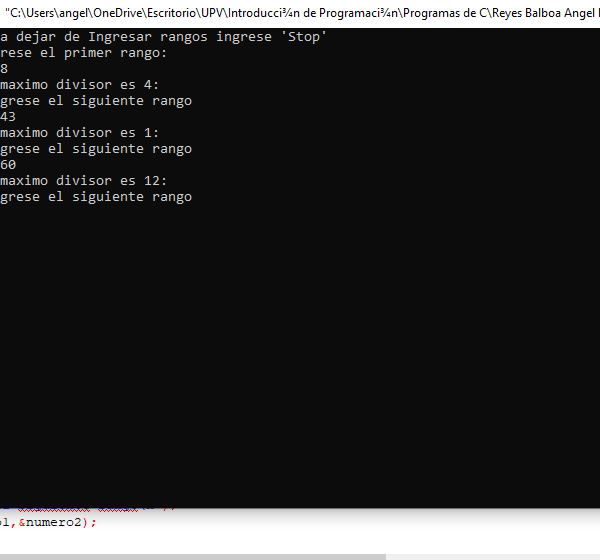 "C:\Users\angel\OneDrive\Escritorio\UPV\Introducci¾n de Programaci¾n\Programas de C\Reyes Balboa Angel
a dejar de Ingresar rangos ingrese 'Stop'
rese el primer rango:
8
maximo divisor es 4:
grese el siguiente rango
43
maximo divisor es 1:
grese el siguiente rango
60
maximo divisor es 12:
grese el siguiente rango
ol,&numero2);